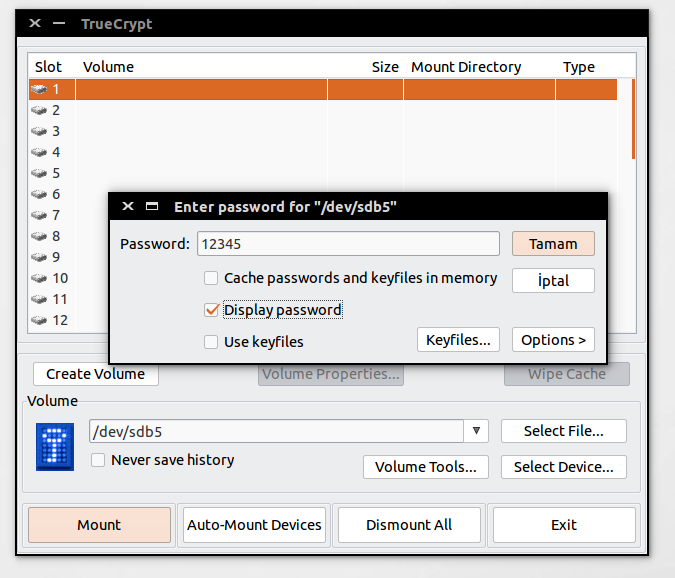 TrueCrypt
Slot Volume Size Mount Directory Type
1
2
3
4
5
6
7
8
9
10
11
12
Enter password for "/dev/sdb5"
Password: 12345 Tamam
Cache passwords and keyfiles in memory İptal
Display password
Use keyfiles Keyfiles... Options >
Create Volume Volume Properties... Wipe Cache
Volume
/dev/sdb5 Select File...
Never save history Volume Tools... Select Device...
Mount Auto-Mount Devices Dismount All Exit